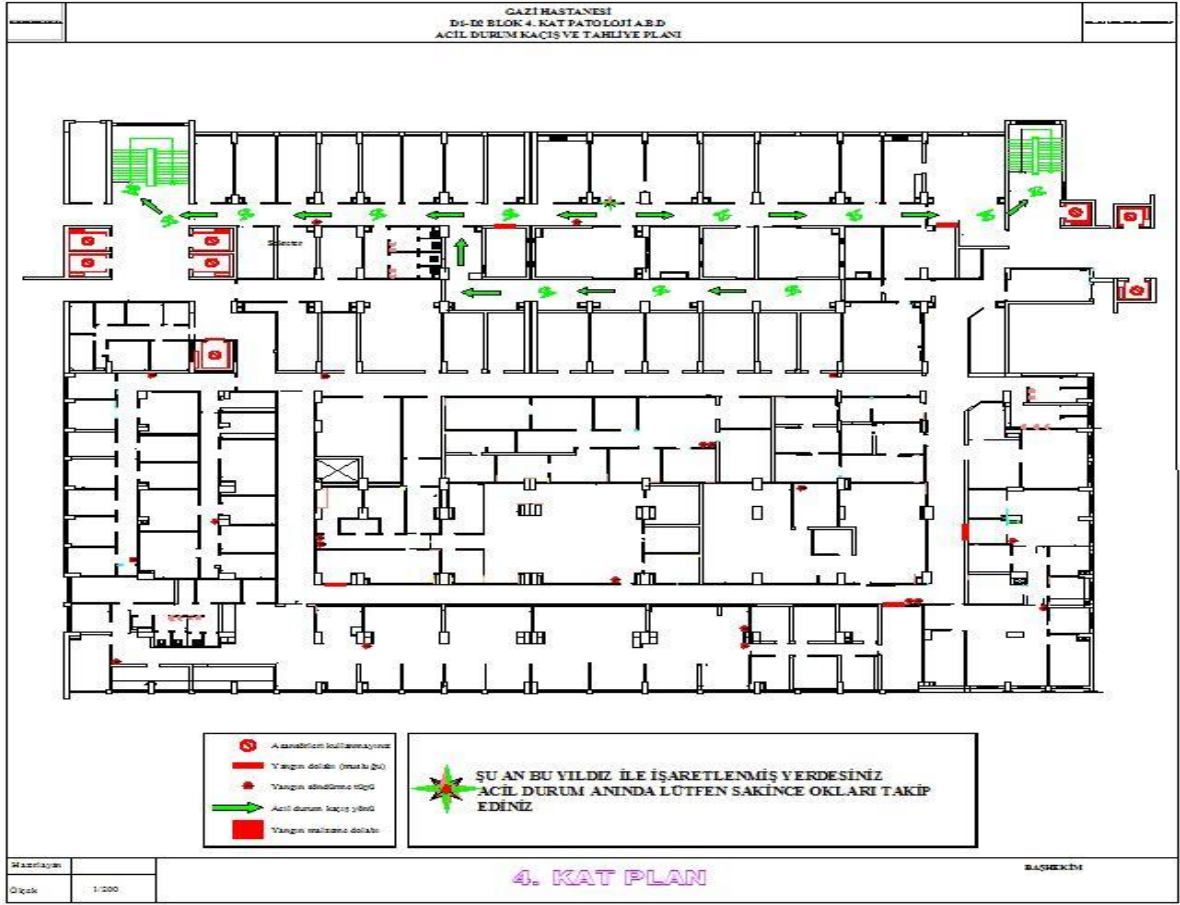 GAZİ HASTANESİ
D1-D2 BLOK 4. KAT PATOLOJİ A.B.D
ACİL DURUM KAÇIŞ VE TAHLİYE PLANI
Sekreter
Asansörleri kullanmayınız
Yangın dolabı (musluğu)
Yangın söndürme tüpü
Acil durum kaçış yönü
Yangın malzeme dolabı
ŞU AN BU YILDIZ İLE İŞARETLENMİŞ YERDESİNİZ
ACİL DURUM ANINDA LÜTFEN SAKİNCE OKLARI TAKİP
EDİNİZ
Hazırlayan
Ölçek
1/200
4. KAT PLAN
BAŞHEKİM